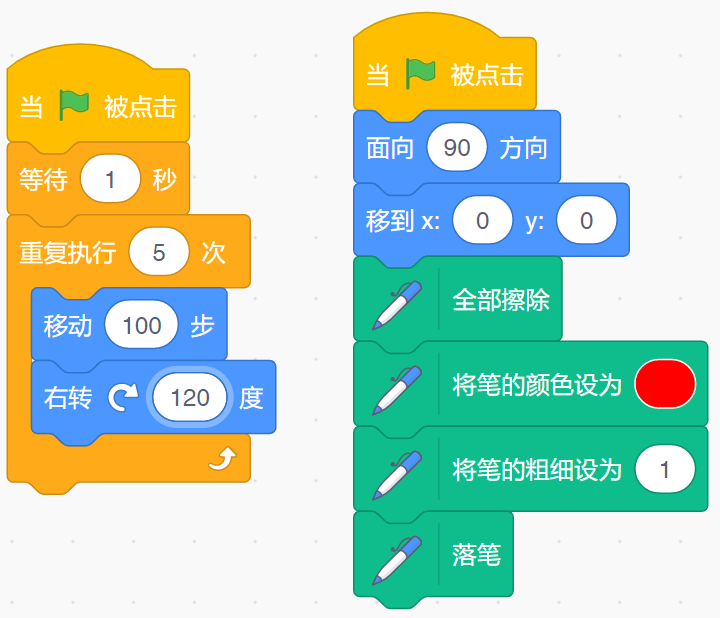 当 被点击
等待 1 秒
重复执行 5 次
移动 100 步
右转 120 度
当 被点击
面向 90 方向
移到 x: 0 y: 0
全部擦除
将笔的颜色设为
将笔的粗细设为 1
落笔